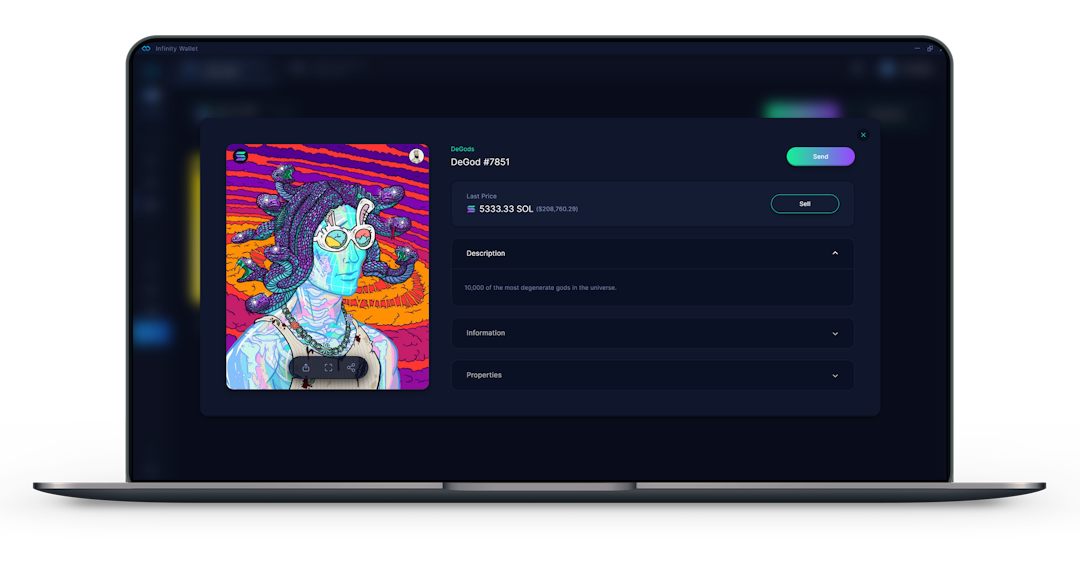 Infinity Wallet
DeGods
DeGod #7851
Send
Last Price
5333.33 SOL ($208,760.29)
Sell
Description
10,000 of the most degenerate gods in the universe.
Information
Properties